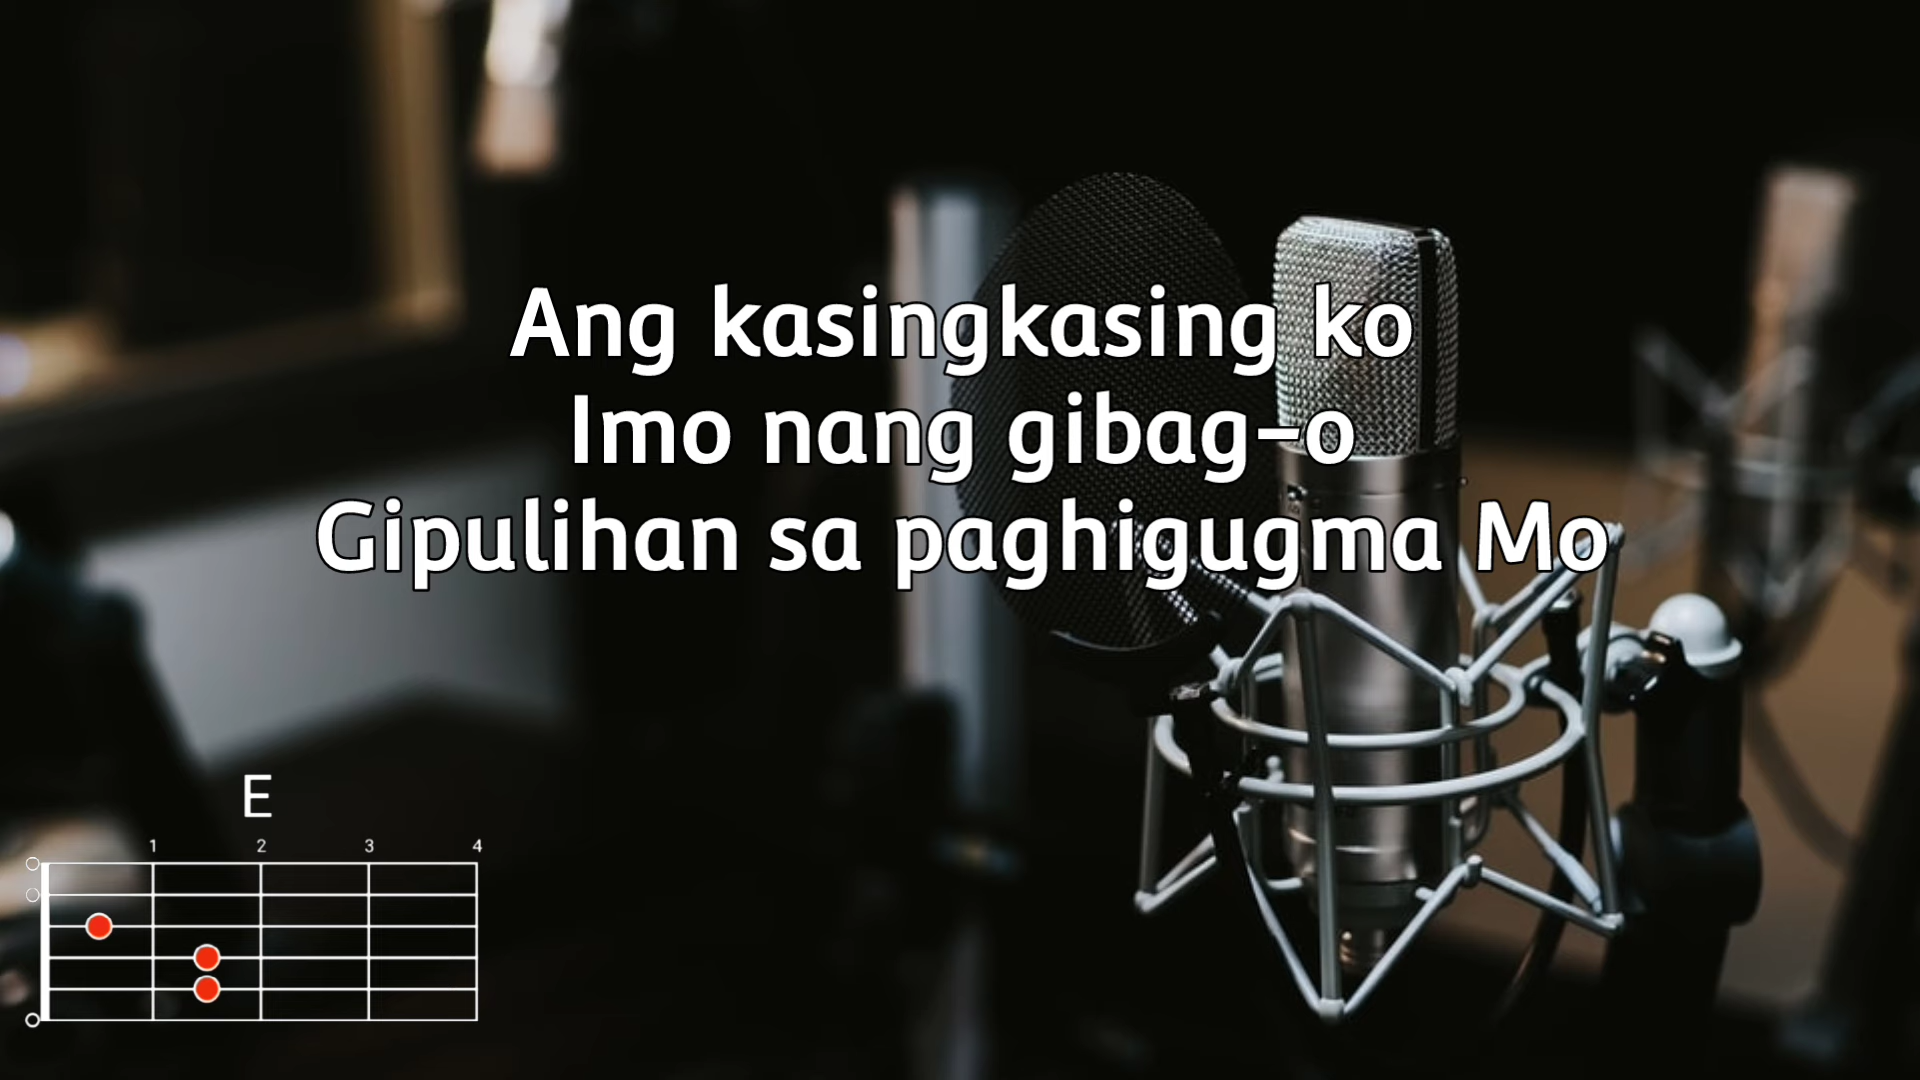 Ang kasingkasing ko
Imo nang gibag-o
Gipulihan sa paghigugma Mo
E
1 2 3 4